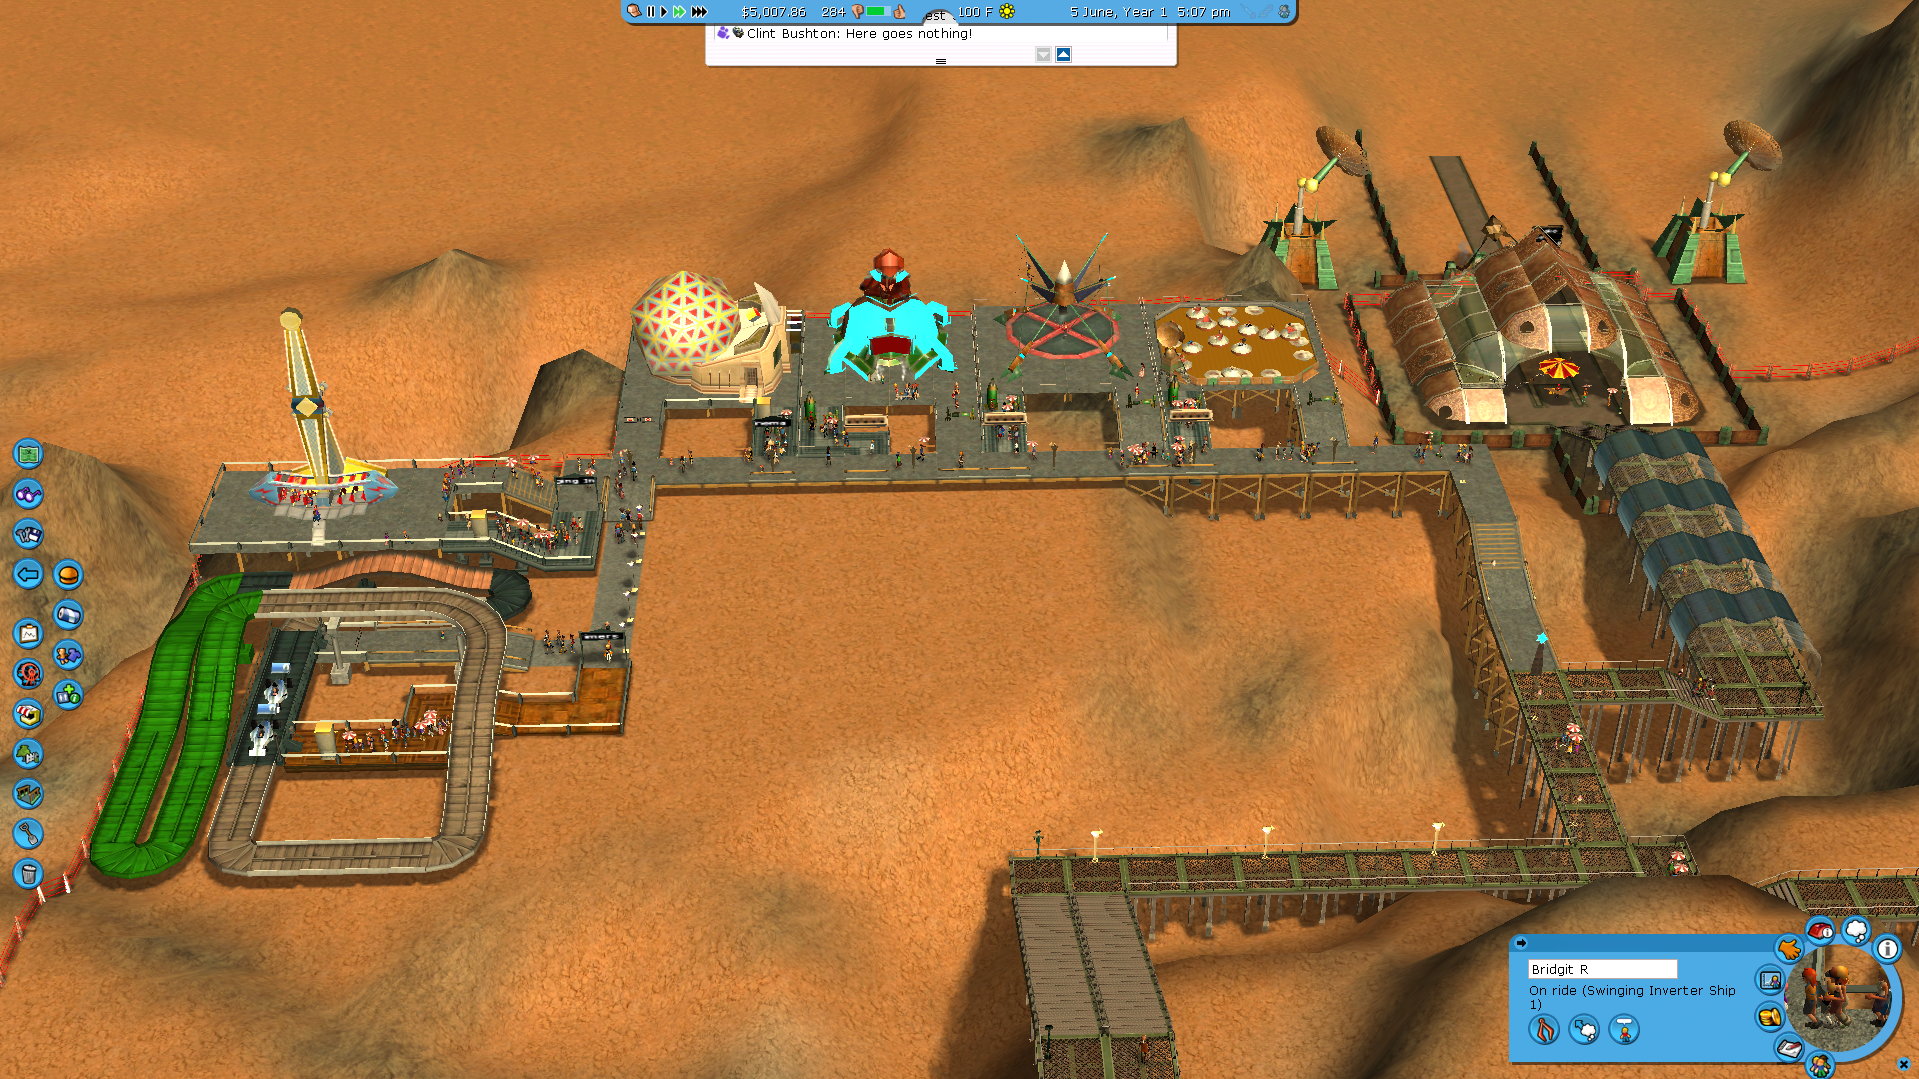 $5,007.86 284 100 F 5 June, Year 1 5:07 pm
est
Clint Bushton: Here goes nothing!
Bridgit R
On ride (Swinging Inverter Ship
1)